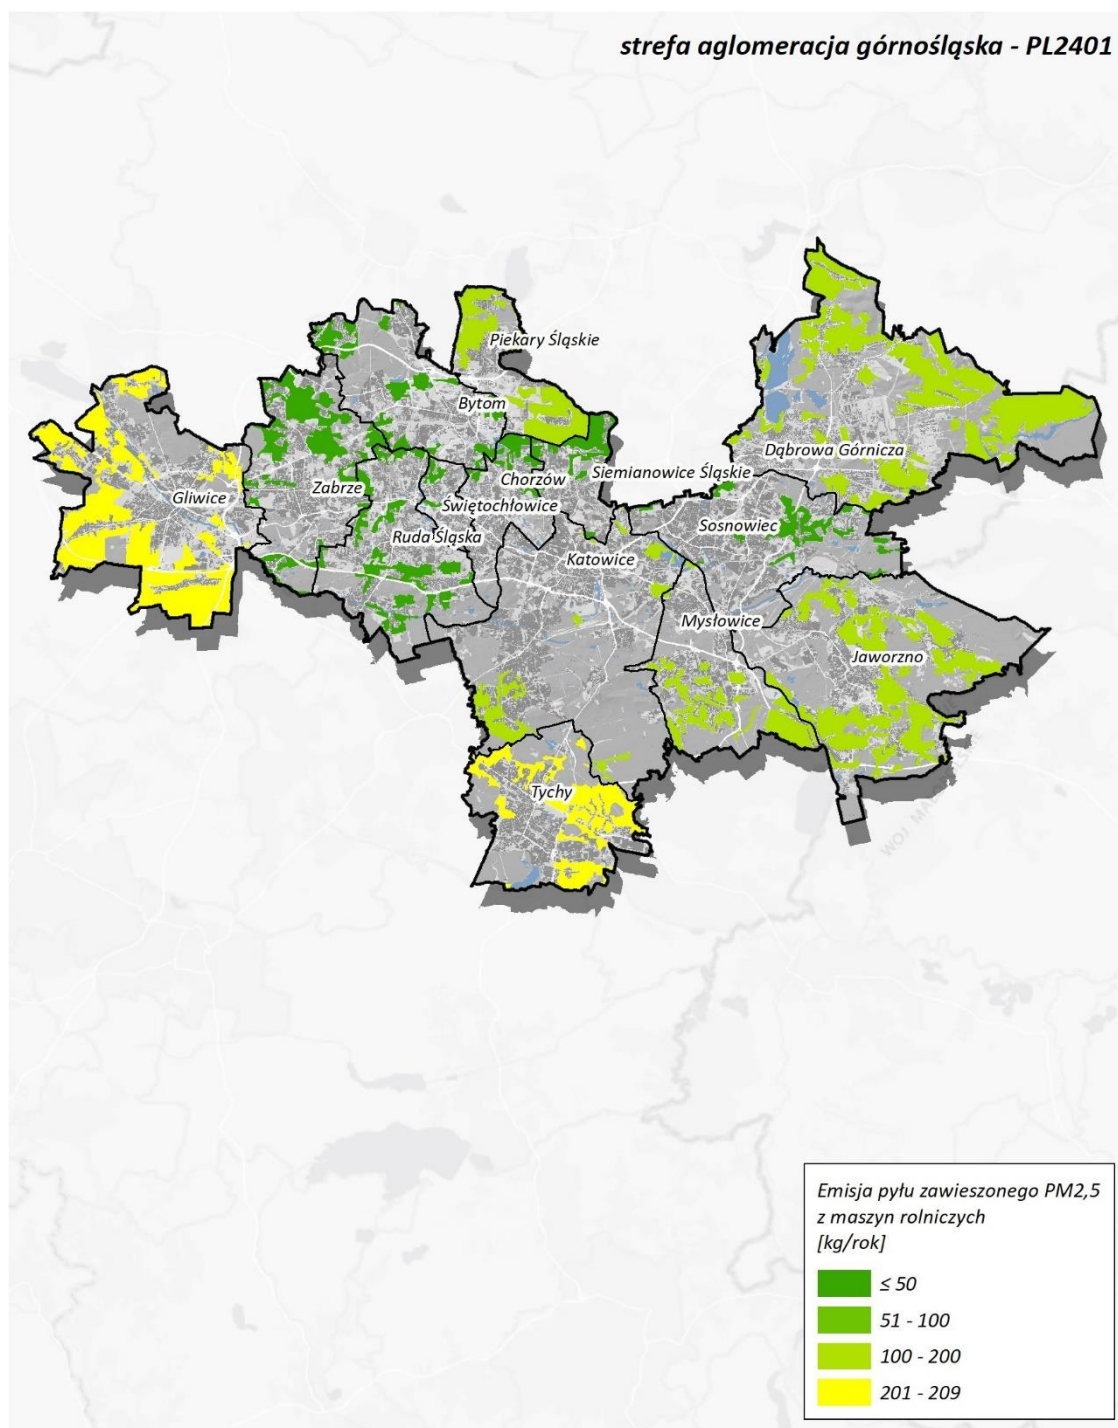 strefa aglomeracja górnośląska - PL2401
Piekary Śląskie
Bytom
Dąbrowa Górnicza
Siemianowice Śląskie
Chorzów
Zabrze
Gliwice
Świętochłowice
Sosnowiec
Ruda Śląska
Katowice
Mysłowice
Jaworzno
Tychy
Emisja pyłu zawieszonego PM2,5
z maszyn rolniczych
[kg/rok]
≤ 50
51 - 100
100 - 200
201 - 209